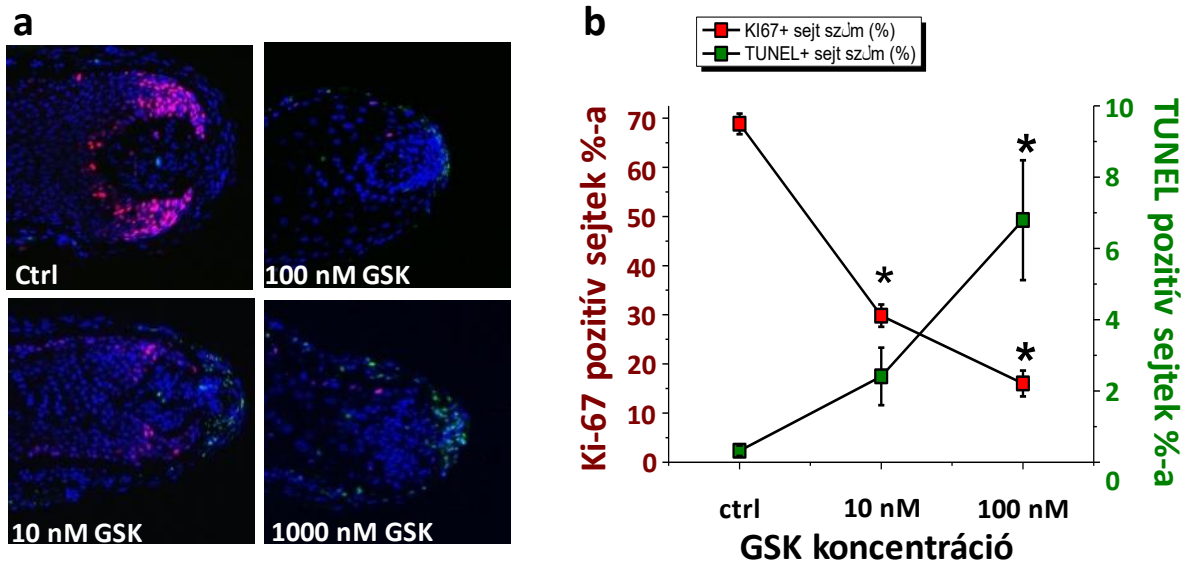 a
Ctrl
100 nM GSK
10 nM GSK
1000 nM GSK
b
KI67+ sejt szÚm (%)
TUNEL+ sejt szÚm (%)
Ki-67 pozitív sejtek %-a
70
60
50
40
30
20
10
0
TUNEL pozitív sejtek %-a
10
8
6
4
2
0
*
*
*
ctrl
10 nM
100 nM
GSK koncentráció